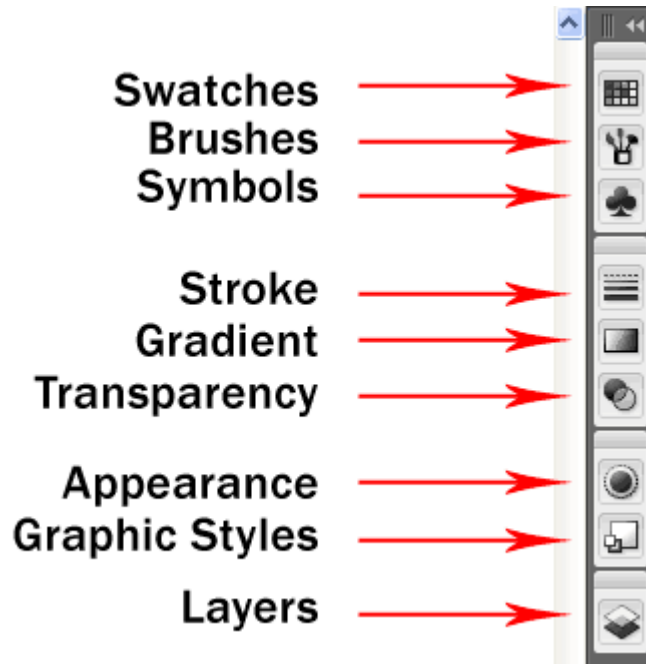 Swatches
Brushes
Symbols
Stroke
Gradient
Transparency
Appearance
Graphic Styles
Layers